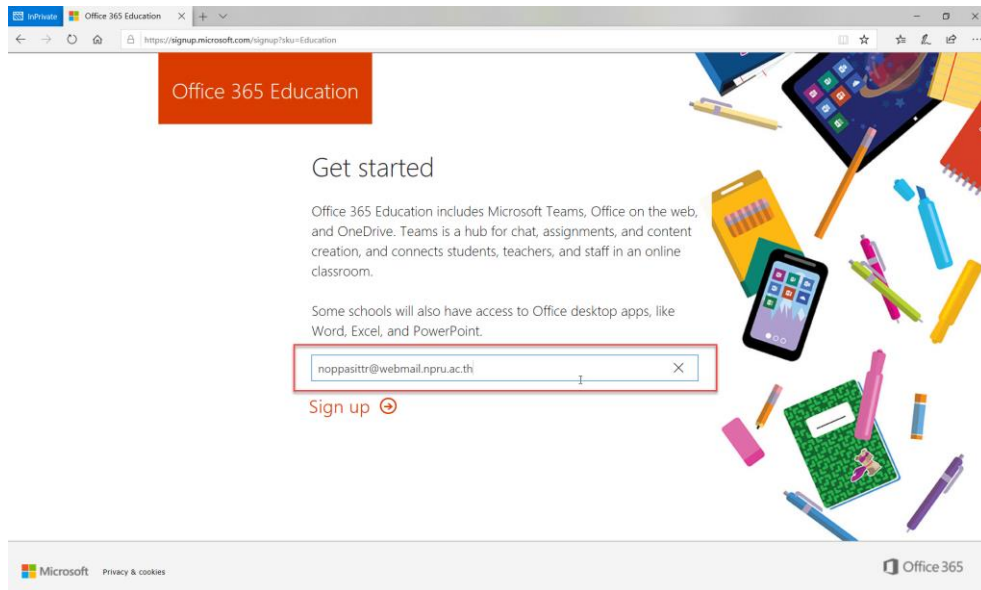 InPrivate
Office 365 Education
https://signup.microsoft.com/signup?sku=Education
Office 365 Education
Get started
Office 365 Education includes Microsoft Teams, Office on the web,
and OneDrive. Teams is a hub for chat, assignments, and content
creation, and connects students, teachers, and staff in an online
classroom.
Some schools will also have access to Office desktop apps, like
Word, Excel, and PowerPoint.
noppasittr@webmail.npru.ac.th
Sign up
Microsoft Privacy & cookies
Office 365